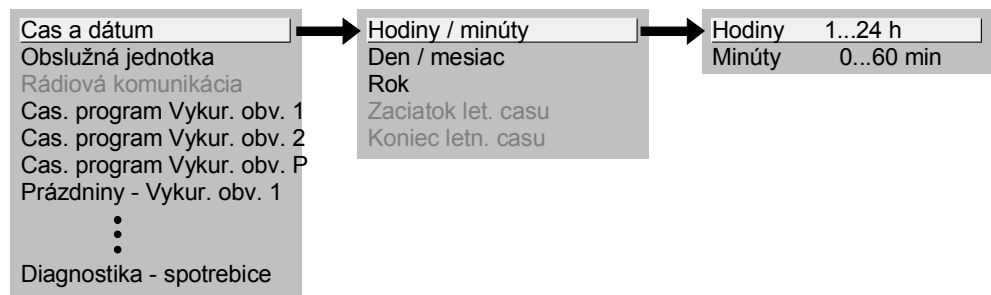 Cas a dátum
Obslužná jednotka
Rádiová komunikácia
Cas. program Vykur. obv. 1
Cas. program Vykur. obv. 2
Cas. program Vykur. obv. P
Prázdniny - Vykur. obv. 1
Diagnostika - spotrebice
Hodiny / minúty
Den / mesiac
Rok
Zaciatok let. casu
Koniec letn. casu
Hodiny 1...24 h
Minúty 0...60 min